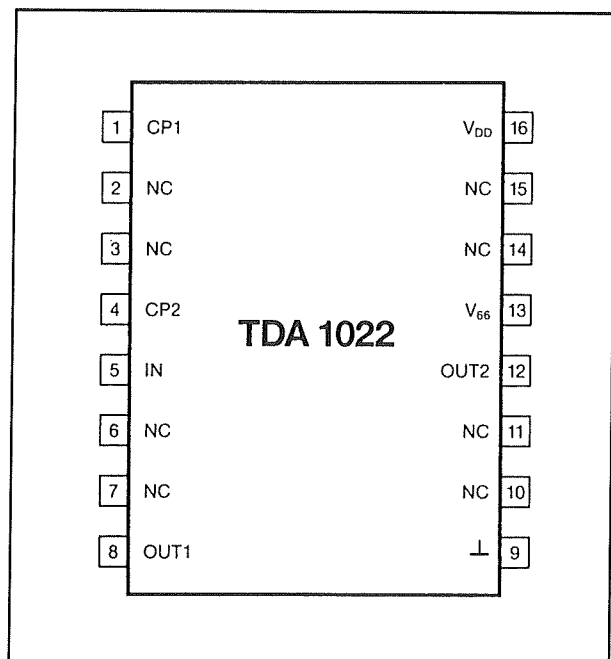 1 CP1 V_DD 16
2 NC NC 15
3 NC NC 14
4 CP2 V_66 13
TDA 1022
5 IN OUT2 12
6 NC NC 11
7 NC NC 10
8 OUT1 ⊥ 9